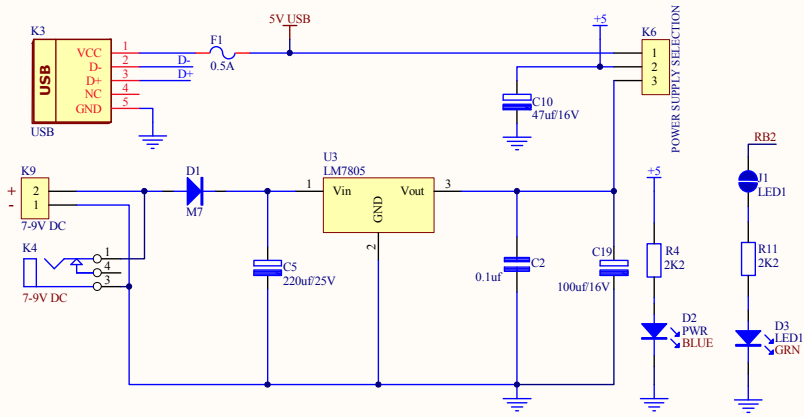 K3
VCC
D-
D+
NC
GND
1
2
3
4
5
USB
USB
F1
0.5A
D-
D+
5V USB
+5
K6
1
2
3
POWER SUPPLY SELECTION
C10
47uf/16V
K9
+
-
2
1
7-9V DC
K4
1
4
3
7-9V DC
D1
M7
U3
LM7805
1
Vin
Vout
3
GND
2
C5
220uf/25V
C2
0.1uf
C19
100uf/16V
+5
R4
2K2
D2
PWR
BLUE
RB2
J1
LED1
R11
2K2
D3
LED1
GRN